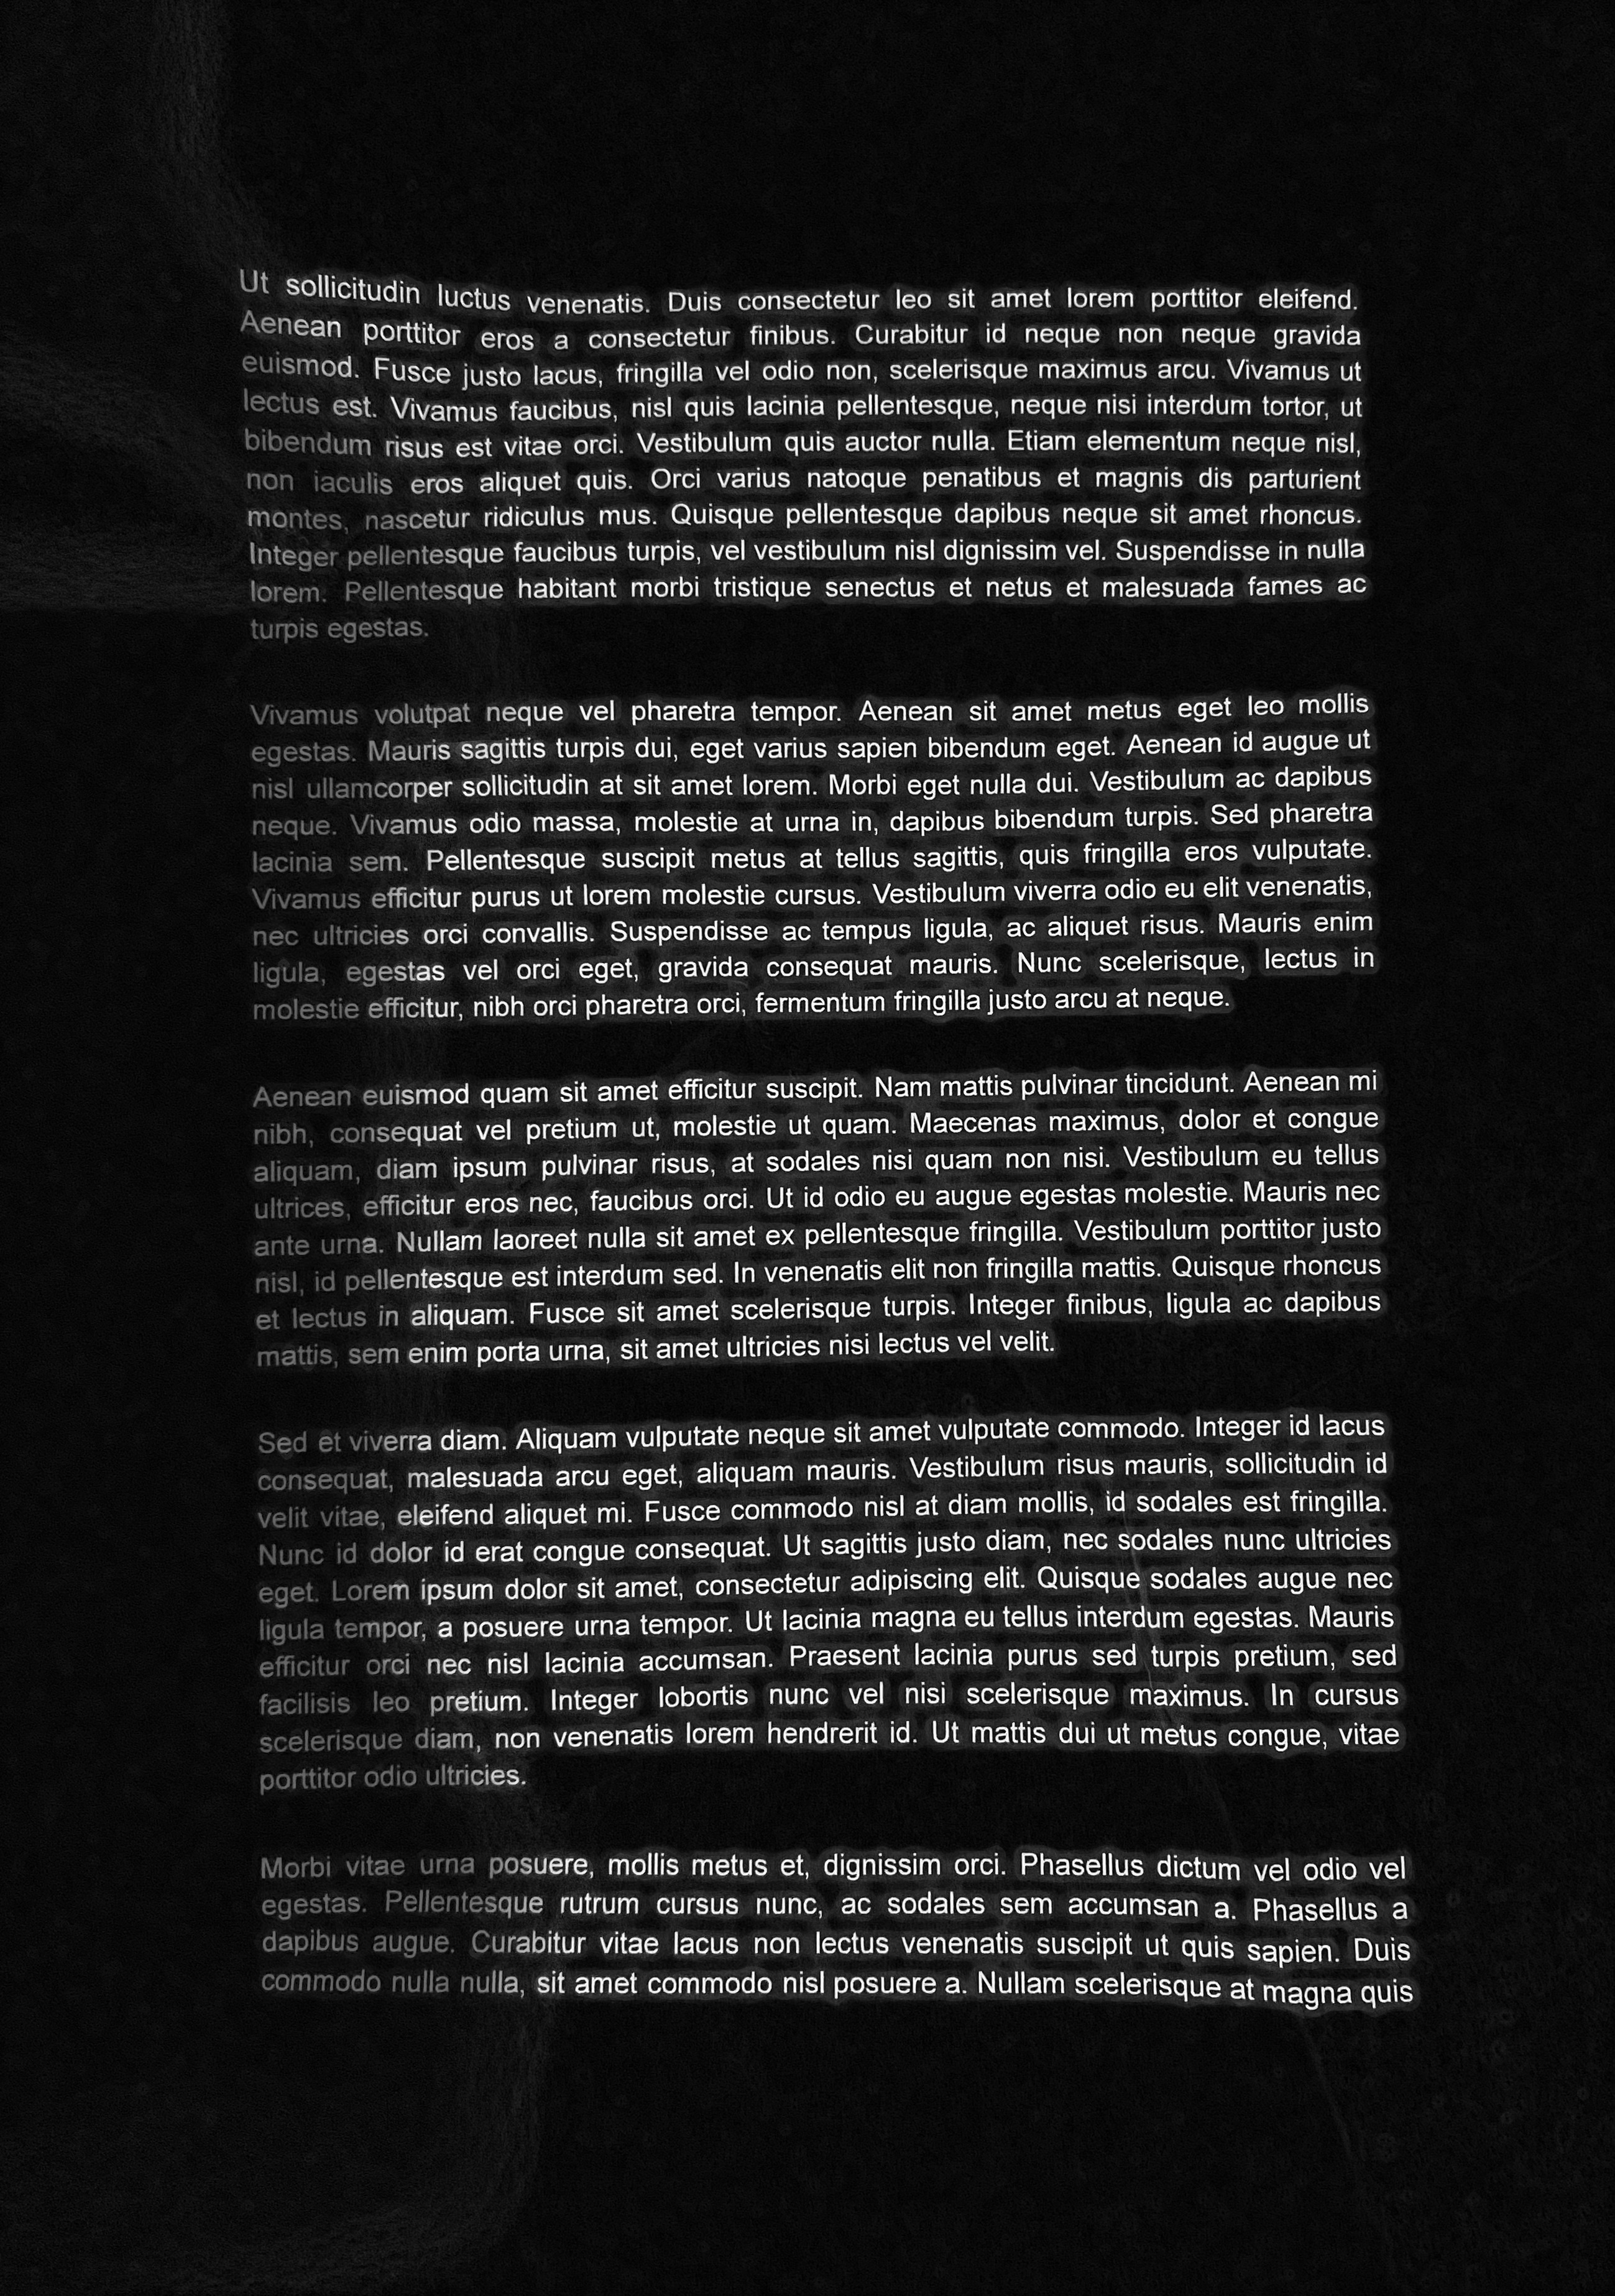 Ut sollicitudin luctus venenatis. Duis consectetur leo sit amet lorem porttitor eleifend.
Aenean porttitor eros a consectetur finibus. Curabitur id neque non neque gravida
euismod. Fusce justo lacus, fringilla vel odio non, scelerisque maximus arcu. Vivamus ut
lectus est. Vivamus faucibus, nisl quis lacinia pellentesque, neque nisi interdum tortor, ut
bibendum risus est vitae orci. Vestibulum quis auctor nulla. Etiam elementum neque nisl,
non iaculis eros aliquet quis. Orci varius natoque penatibus et magnis dis parturient
montes, nascetur ridiculus mus. Quisque pellentesque dapibus neque sit amet rhoncus.
Integer pellentesque faucibus turpis, vel vestibulum nisl dignissim vel. Suspendisse in nulla
lorem. Pellentesque habitant morbi tristique senectus et netus et malesuada fames ac
turpis egestas.
Vivamus volutpat neque vel pharetra tempor. Aenean sit amet metus eget leo mollis
egestas. Mauris sagittis turpis dui, eget varius sapien bibendum eget. Aenean id augue ut
nisl ullamcorper sollicitudin at sit amet lorem. Morbi eget nulla dui. Vestibulum ac dapibus
neque. Vivamus odio massa, molestie at urna in, dapibus bibendum turpis. Sed pharetra
lacinia sem. Pellentesque suscipit metus at tellus sagittis, quis fringilla eros vulputate.
Vivamus efficitur purus ut lorem molestie cursus. Vestibulum viverra odio eu elit venenatis,
nec ultricies orci convallis. Suspendisse ac tempus ligula, ac aliquet risus. Mauris enim
ligula, egestas vel orci eget, gravida consequat mauris. Nunc scelerisque, lectus in
molestie efficitur, nibh orci pharetra orci, fermentum fringilla justo arcu at neque.
Aenean euismod quam sit amet efficitur suscipit. Nam mattis pulvinar tincidunt. Aenean mi
nibh, consequat vel pretium ut, molestie ut quam. Maecenas maximus, dolor et congue
aliquam, diam ipsum pulvinar risus, at sodales nisi quam non nisi. Vestibulum eu tellus
ultrices, efficitur eros nec, faucibus orci. Ut id odio eu augue egestas molestie. Mauris nec
ante urna. Nullam laoreet nulla sit amet ex pellentesque fringilla. Vestibulum porttitor justo
nisl, id pellentesque est interdum sed. In venenatis elit non fringilla mattis. Quisque rhoncus
et lectus in aliquam. Fusce sit amet scelerisque turpis. Integer finibus, ligula ac dapibus
mattis, sem enim porta urna, sit amet ultricies nisi lectus vel velit.
Sed et viverra diam. Aliquam vulputate neque sit amet vulputate commodo. Integer id lacus
consequat, malesuada arcu eget, aliquam mauris. Vestibulum risus mauris, sollicitudin id
velit vitae, eleifend aliquet mi. Fusce commodo nisl at diam mollis, id sodales est fringilla.
Nunc id dolor id erat congue consequat. Ut sagittis justo diam, nec sodales nunc ultricies
eget. Lorem ipsum dolor sit amet, consectetur adipiscing elit. Quisque sodales augue nec
ligula tempor, a posuere urna tempor. Ut lacinia magna eu tellus interdum egestas. Mauris
efficitur orci nec nisl lacinia accumsan. Praesent lacinia purus sed turpis pretium, sed
facilisis leo pretium. Integer lobortis nunc vel nisi scelerisque maximus. In cursus
scelerisque diam, non venenatis lorem hendrerit id. Ut mattis dui ut metus congue, vitae
porttitor odio ultricies.
Morbi vitae urna posuere, mollis metus et, dignissim orci. Phasellus dictum vel odio vel
egestas. Pellentesque rutrum cursus nunc, ac sodales sem accumsan a. Phasellus a
dapibus augue. Curabitur vitae lacus non lectus venenatis suscipit ut quis sapien. Duis
commodo nulla nulla, sit amet commodo nisl posuere a. Nullam scelerisque at magna quis